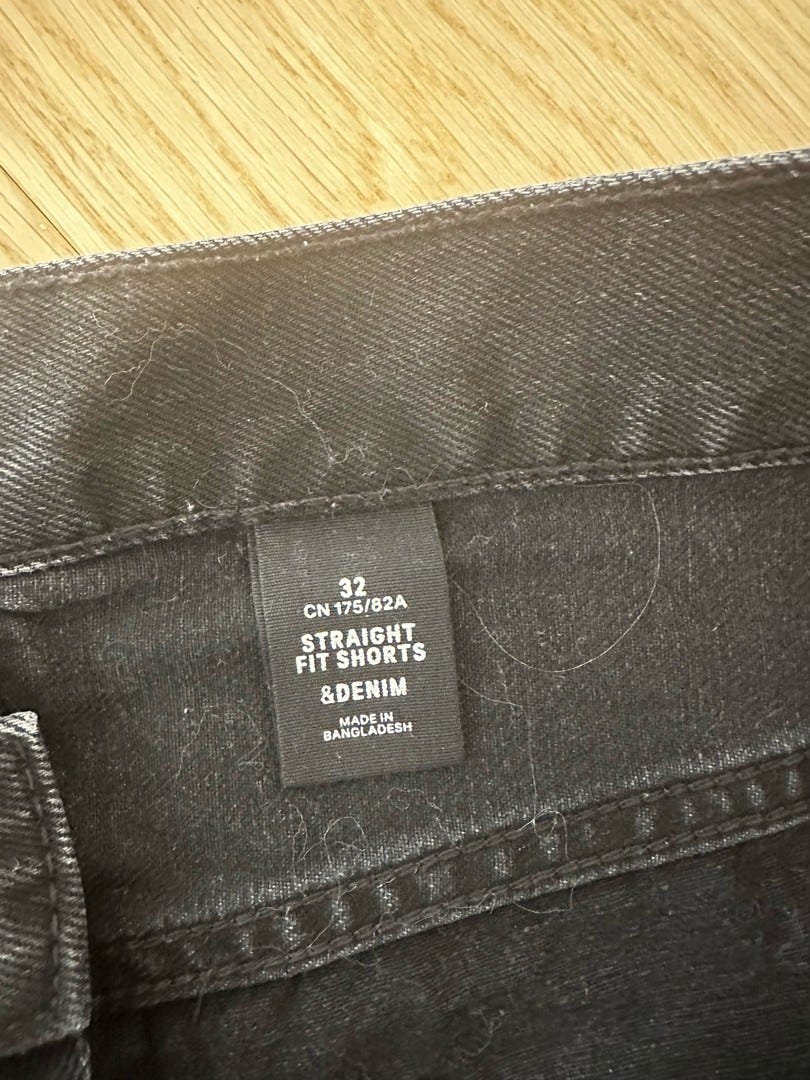 32
CN 175/82A
STRAIGHT
FIT SHORTS
&DENIM
MADE IN
BANGLADESH